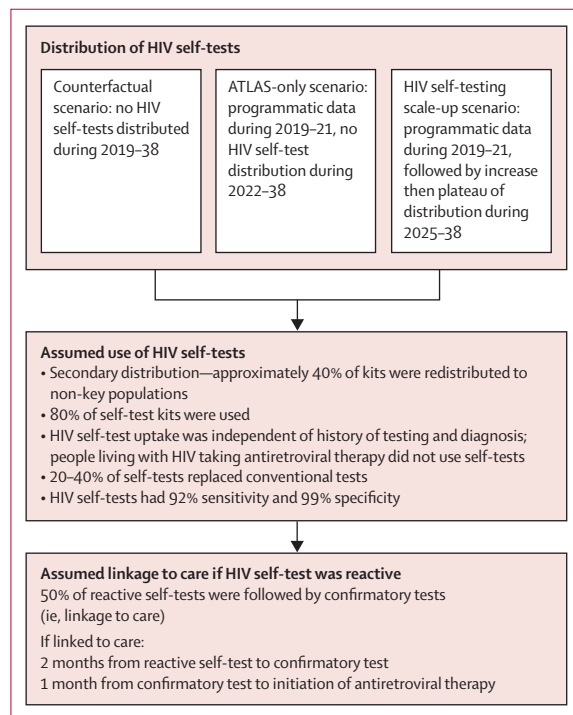 Distribution of HIV self-tests
Counterfactual
scenario: no HIV
self-tests distributed
during 2019–38
ATLAS-only scenario:
programmatic data
during 2019–21, no
HIV self-test
distribution during
2022–38
HIV self-testing
scale-up scenario:
programmatic data
during 2019–21,
followed by increase
then plateau of
distribution during
2025–38
Assumed use of HIV self-tests
• Secondary distribution—approximately 40% of kits were redistributed to
non-key populations
• 80% of self-test kits were used
• HIV self-test uptake was independent of history of testing and diagnosis;
people living with HIV taking antiretroviral therapy did not use self-tests
• 20–40% of self-tests replaced conventional tests
• HIV self-tests had 92% sensitivity and 99% specificity
Assumed linkage to care if HIV self-test was reactive
50% of reactive self-tests were followed by confirmatory tests
(ie, linkage to care)
If linked to care:
2 months from reactive self-test to confirmatory test
1 month from confirmatory test to initiation of antiretroviral therapy